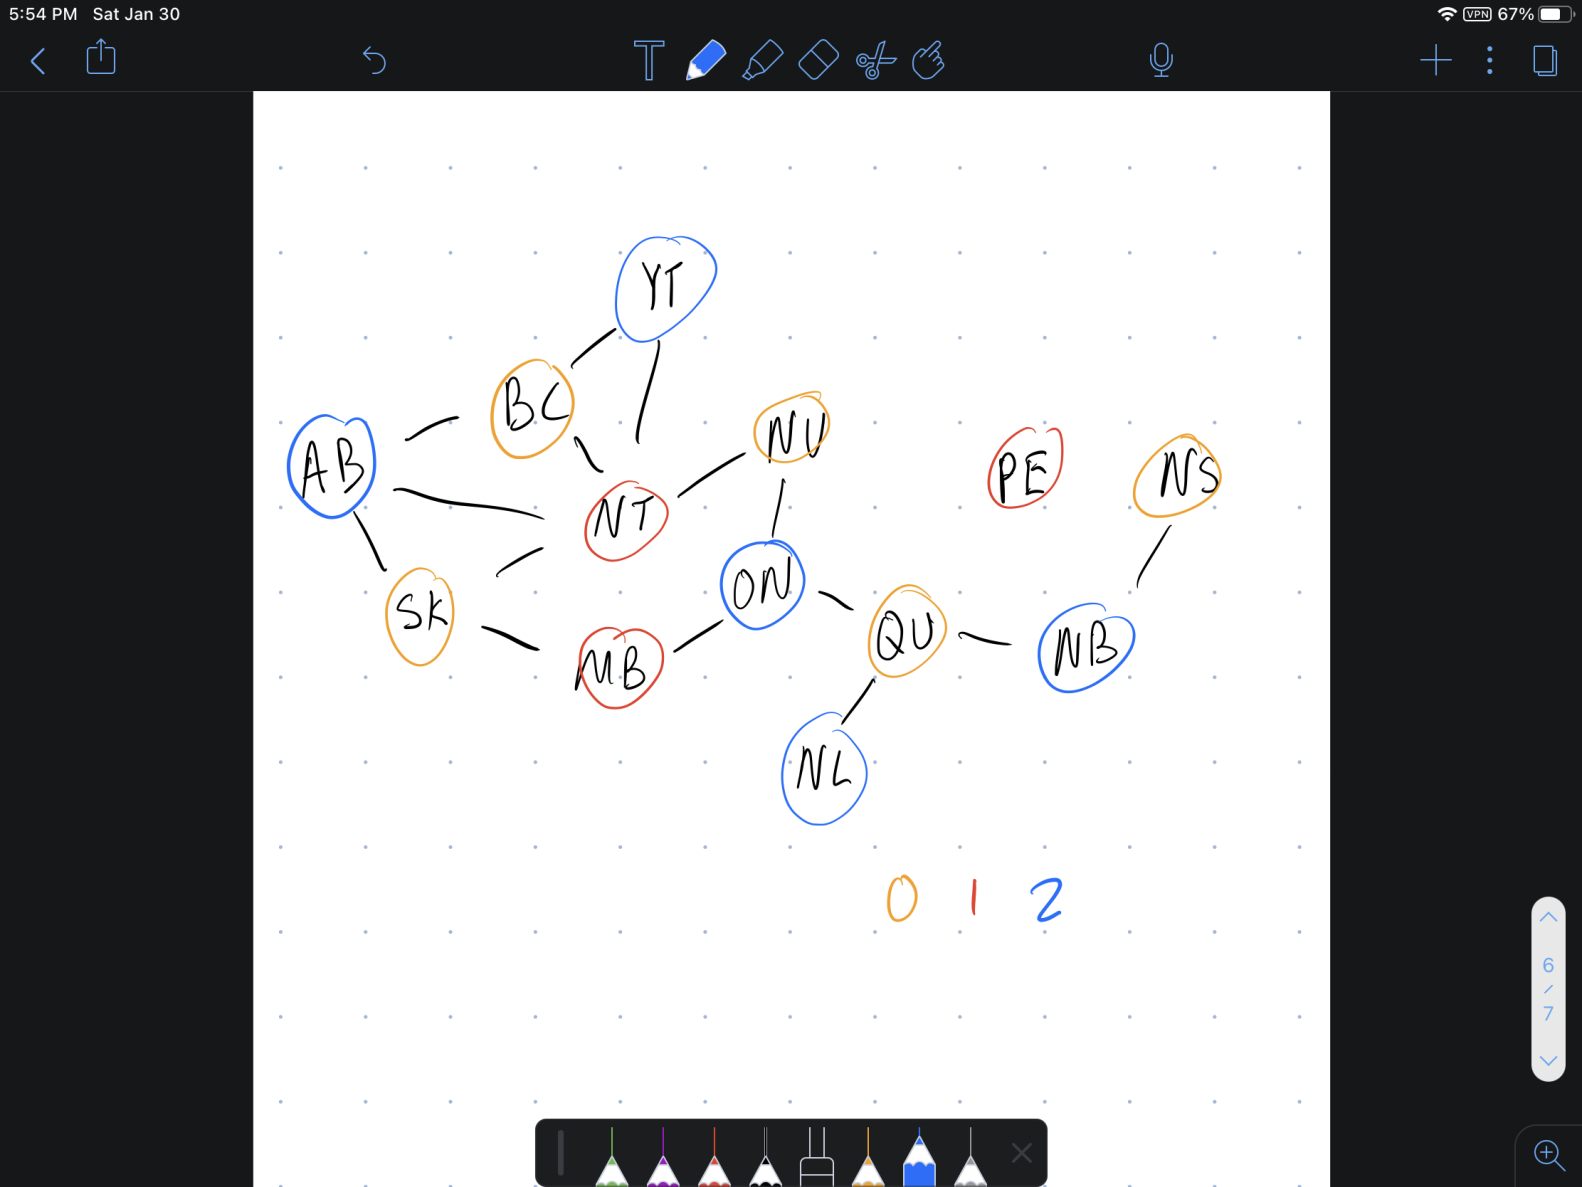 5:54 PM Sat Jan 30
VPN 67%
T
YT
BC
NU
AB
PE
NS
NT
ON
SK
QU
NB
MB
NL
0 1 2
6
/
7